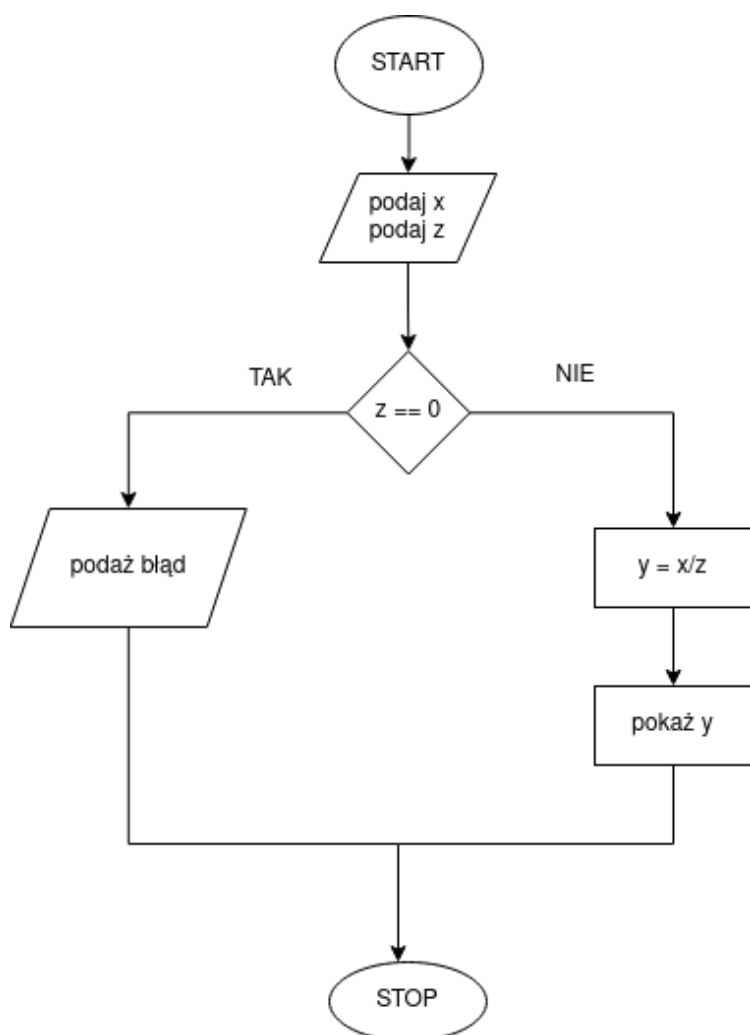 START
podaj x
podaj z
TAK
NIE
z == 0
podaż błąd
y = x/z
pokaż y
STOP